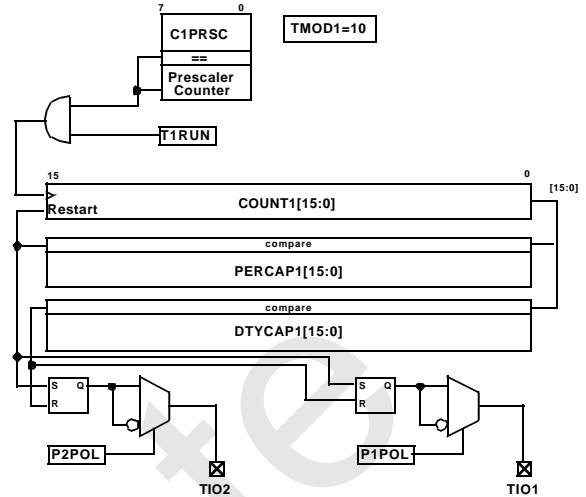 7 0
C1PRSC
TMOD1=10
==
Prescaler
Counter
T1RUN
15 0
[15:0]
Restart
COUNT1[15:0]
compare
PERCAP1[15:0]
compare
DTYCAP1[15:0]
S Q
R
S Q
R
P2POL
P1POL
TIO2
TIO1